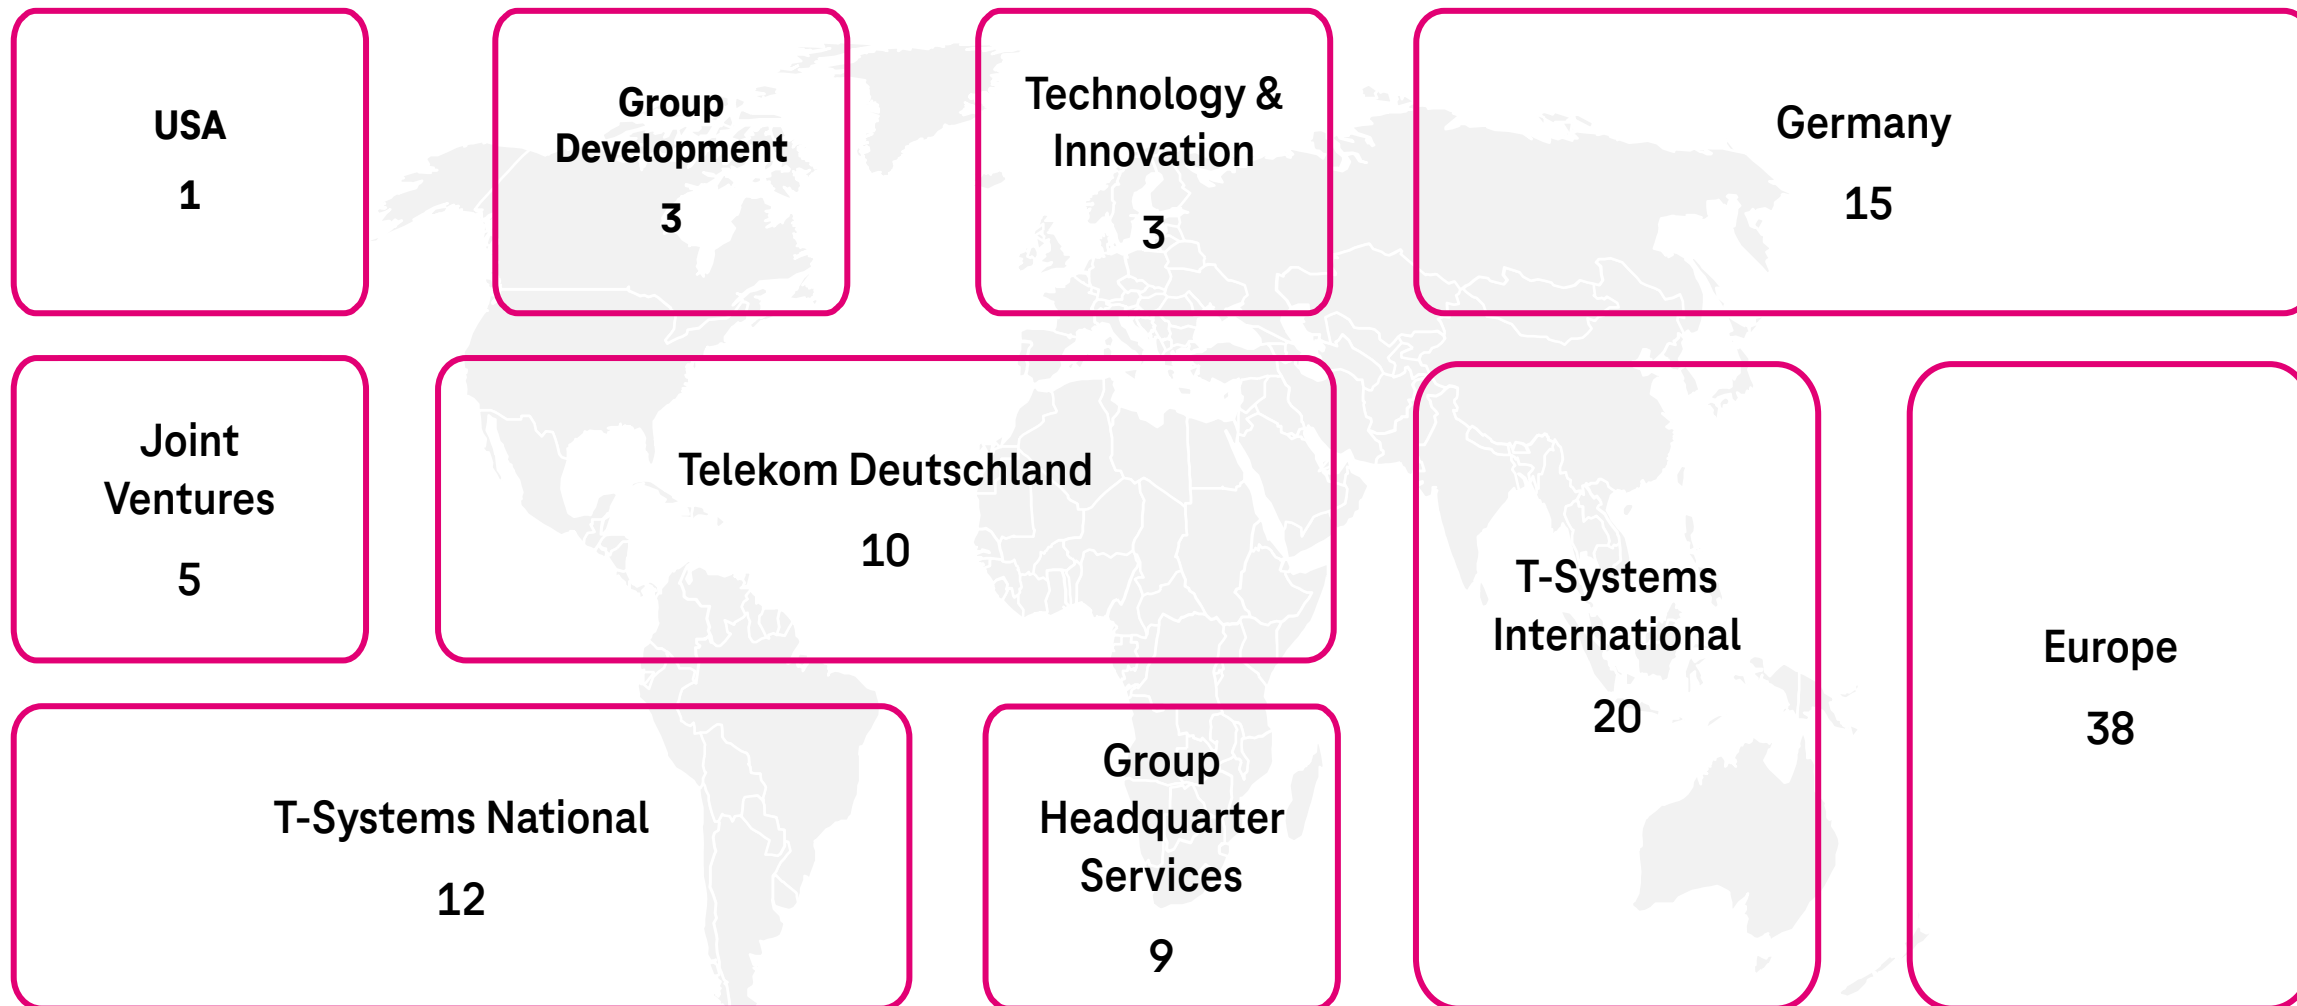 USA
1
Group
Development
3
Technology &
Innovation
3
Germany
15
Joint
Ventures
5
Telekom Deutschland
10
T-Systems
International
20
Europe
38
T-Systems National
12
Group
Headquarter
Services
9